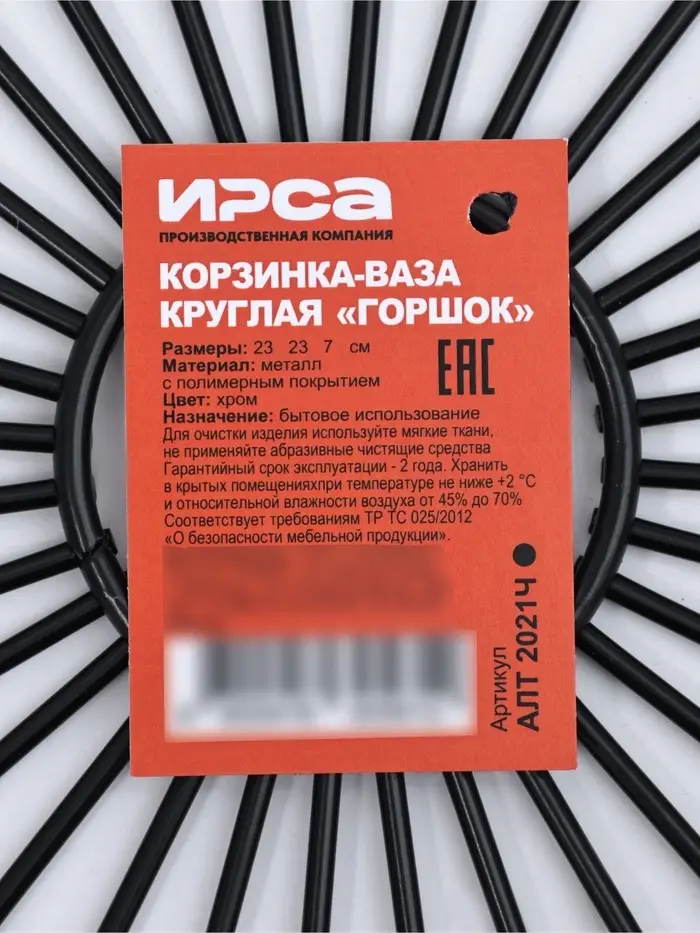 ИРСА
ПРОИЗВОДСТВЕННАЯ КОМПАНИЯ
КОРЗИНКА-ВАЗА
КРУГЛАЯ «ГОРШОК»
Размеры: 23 23 7 см
Материал: металл
с полимерным покрытием
Цвет: хром
Назначение: бытовое использование
Для очистки изделия используйте мягкие ткани,
не применяйте абразивные чистящие средства
Гарантийный срок эксплуатации - 2 года. Хранить
в крытых помещенияхпри температуре не ниже +2 °C
и относительной влажности воздуха от 45% до 70%
Соответствует требованиям ТР ТС 025/2012
«О безопасности мебельной продукции».
ЕАС
Артикул
АЛТ 2021Ч